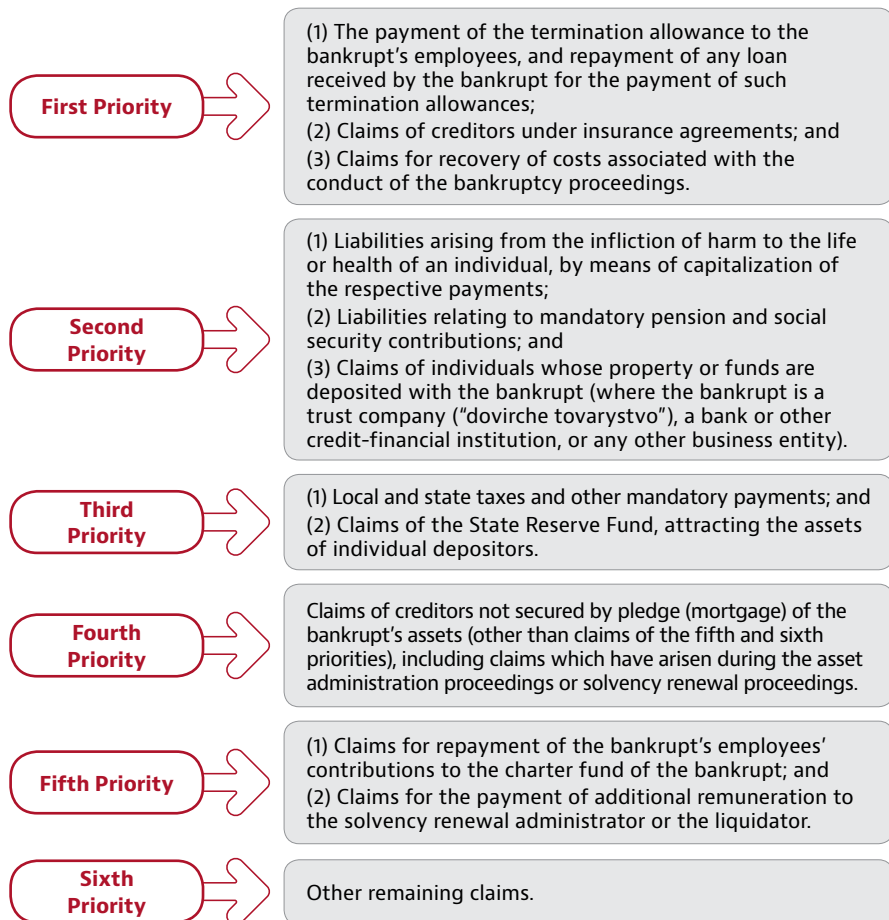 First Priority
(1) The payment of the termination allowance to the
bankrupt’s employees, and repayment of any loan
received by the bankrupt for the payment of such
termination allowances;
(2) Claims of creditors under insurance agreements; and
(3) Claims for recovery of costs associated with the
conduct of the bankruptcy proceedings.
Second
Priority
(1) Liabilities arising from the infliction of harm to the life
or health of an individual, by means of capitalization of
the respective payments;
(2) Liabilities relating to mandatory pension and social
security contributions; and
(3) Claims of individuals whose property or funds are
deposited with the bankrupt (where the bankrupt is a
trust company (“dovirche tovarystvo”), a bank or other
credit-financial institution, or any other business entity).
Third
Priority
(1) Local and state taxes and other mandatory payments; and
(2) Claims of the State Reserve Fund, attracting the assets
of individual depositors.
Fourth
Priority
Claims of creditors not secured by pledge (mortgage) of the
bankrupt’s assets (other than claims of the fifth and sixth
priorities), including claims which have arisen during the asset
administration proceedings or solvency renewal proceedings.
Fifth Priority
(1) Claims for repayment of the bankrupt’s employees’
contributions to the charter fund of the bankrupt; and
(2) Claims for the payment of additional remuneration to
the solvency renewal administrator or the liquidator.
Sixth
Priority
Other remaining claims.